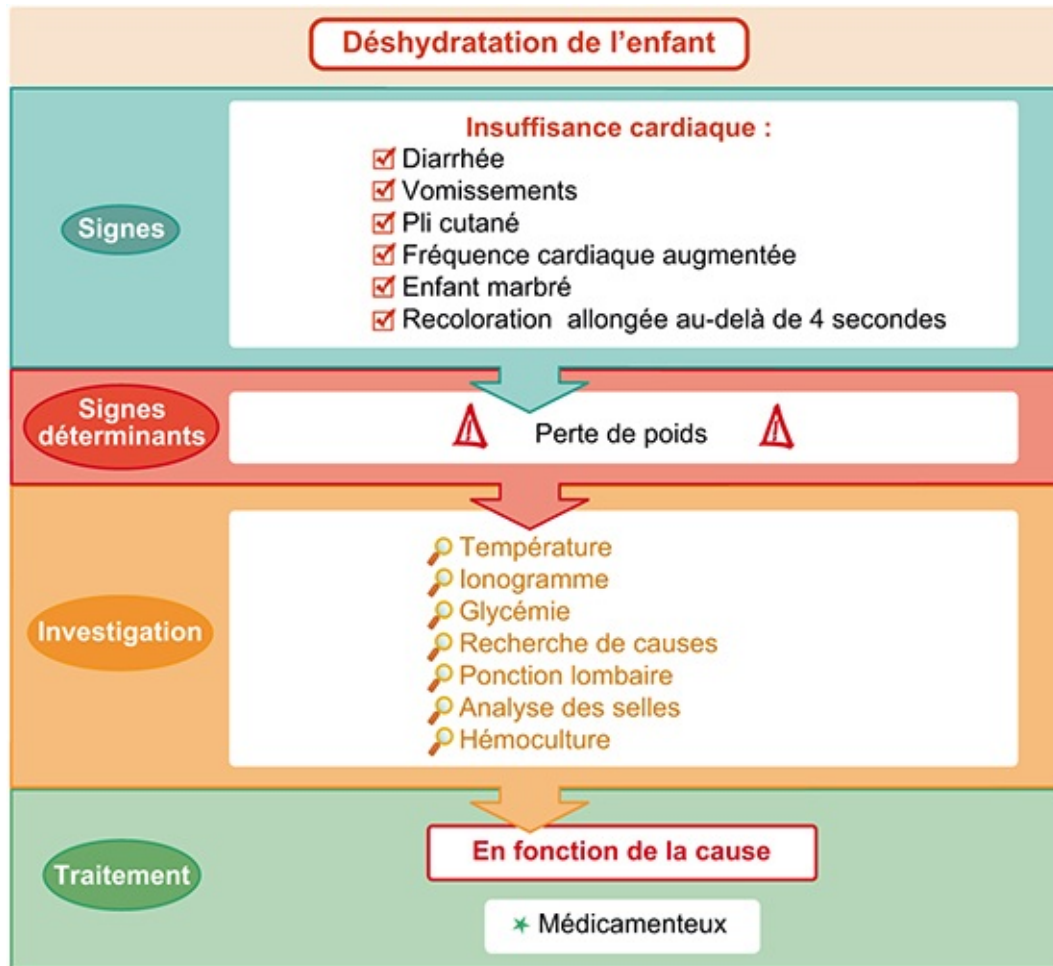 Déshydratation de l'enfant
Signes
Insuffisance cardiaque :
Diarrhée
Vomissements
Pli cutané
Fréquence cardiaque augmentée
Enfant marbré
Recoloration allongée au-delà de 4 secondes
Signes
déterminants
Perte de poids
Investigation
Température
Ionogramme
Glycémie
Recherche de causes
Ponction lombaire
Analyse des selles
Hémoculture
Traitement
En fonction de la cause
Médicamenteux